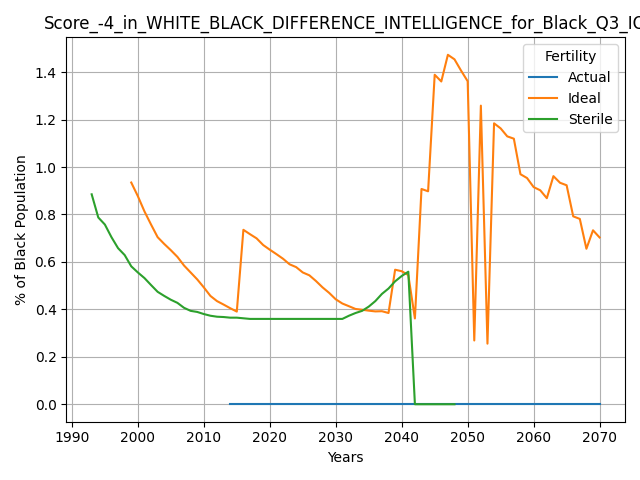 Score_-4_in_WHITE_BLACK_DIFFERENCE_INTELLIGENCE_for_Black_Q3_IC
Fertility
Actual
Ideal
Sterile
% of Black Population
1.4
1.2
1.0
0.8
0.6
0.4
0.2
0.0
1990 2000 2010 2020 2030 2040 2050 2060 2070
Years